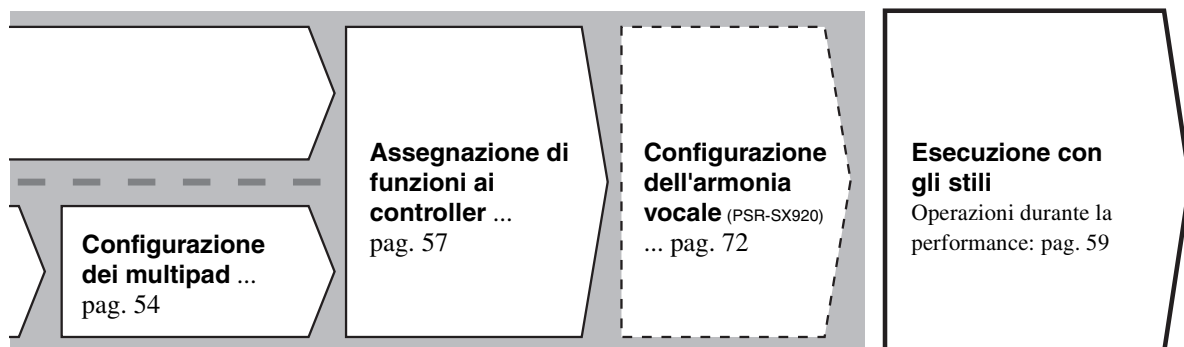 Configurazione
dei multipad ...
pag. 54
Assegnazione di
funzioni ai
controller ...
pag. 57
Configurazione
dell'armonia
vocale (PSR-SX920)
... pag. 72
Esecuzione con
gli stili
Operazioni durante la
performance: pag. 59